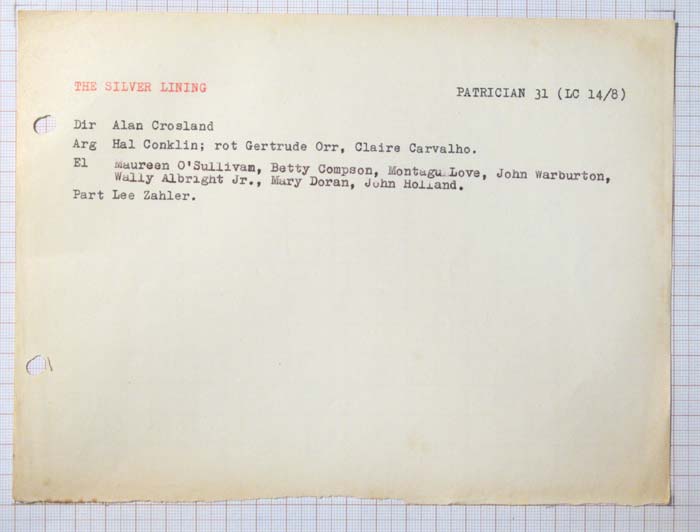 THE SILVER LINING
PATRICIAN 31 (LC 14/8)
Dir Alan Crosland
Arg Hal Conklin; rot Gertrude Orr, Claire Carvalho.
El Maureen O'Sullivan, Betty Compson, Montagu Love, John Warburton,
Wally Albright Jr., Mary Doran, John Holland.
Part Lee Zahler.